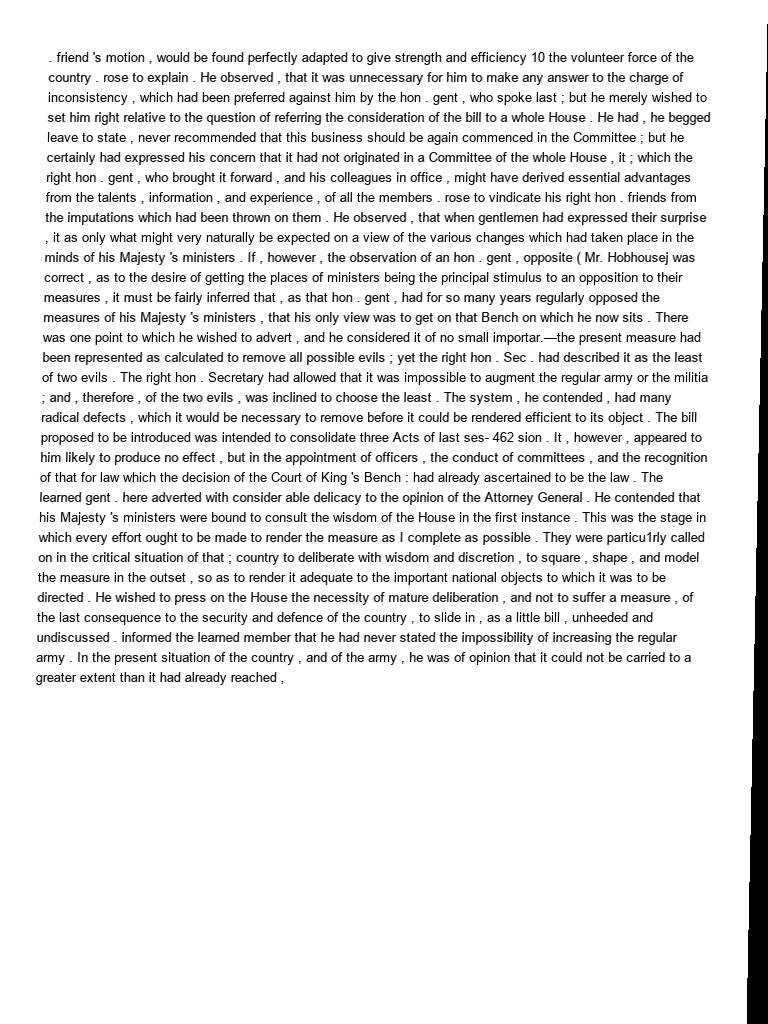 . friend 's motion , would be found perfectly adapted to give strength and efficiency 10 the volunteer force of the
country . rose to explain . He observed , that it was unnecessary for him to make any answer to the charge of
inconsistency , which had been preferred against him by the hon . gent , who spoke last ; but he merely wished to
set him right relative to the question of referring the consideration of the bill to a whole House . He had , he begged
leave to state , never recommended that this business should be again commenced in the Committee ; but he
certainly had expressed his concern that it had not originated in a Committee of the whole House , it ; which the
right hon . gent , who brought it forward , and his colleagues in office , might have derived essential advantages
from the talents , information , and experience , of all the members . rose to vindicate his right hon . friends from
the imputations which had been thrown on them . He observed , that when gentlemen had expressed their surprise
, it as only what might very naturally be expected on a view of the various changes which had taken place in the
minds of his Majesty 's ministers . If , however , the observation of an hon . gent , opposite ( Mr. Hobhousej was
correct , as to the desire of getting the places of ministers being the principal stimulus to an opposition to their
measures , it must be fairly inferred that , as that hon . gent , had for so many years regularly opposed the
measures of his Majesty 's ministers , that his only view was to get on that Bench on which he now sits . There
was one point to which he wished to advert , and he considered it of no small importar.—the present measure had
been represented as calculated to remove all possible evils ; yet the right hon . Sec . had described it as the least
of two evils . The right hon . Secretary had allowed that it was impossible to augment the regular army or the militia
; and , therefore , of the two evils , was inclined to choose the least . The system , he contended , had many
radical defects , which it would be necessary to remove before it could be rendered efficient to its object . The bill
proposed to be introduced was intended to consolidate three Acts of last ses- 462 sion . It , however , appeared to
him likely to produce no effect , but in the appointment of officers , the conduct of committees , and the recognition
of that for law which the decision of the Court of King 's Bench : had already ascertained to be the law . The
learned gent . here adverted with consider able delicacy to the opinion of the Attorney General . He contended that
his Majesty 's ministers were bound to consult the wisdom of the House in the first instance . This was the stage in
which every effort ought to be made to render the measure as I complete as possible . They were particu1rly called
on in the critical situation of that ; country to deliberate with wisdom and discretion , to square , shape , and model
the measure in the outset , so as to render it adequate to the important national objects to which it was to be
directed . He wished to press on the House the necessity of mature deliberation , and not to suffer a measure , of
the last consequence to the security and defence of the country , to slide in , as a little bill , unheeded and
undiscussed . informed the learned member that he had never stated the impossibility of increasing the regular
army . In the present situation of the country , and of the army , he was of opinion that it could not be carried to a
greater extent than it had already reached ,